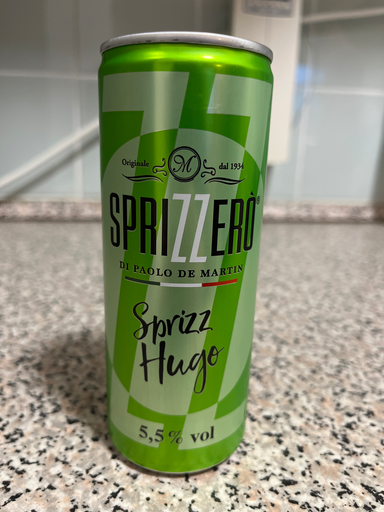 Originale M dal 1934
SPRIZZERÒ®
DI PAOLO DE MARTIN
Sprizz
Hugo
5,5% vol